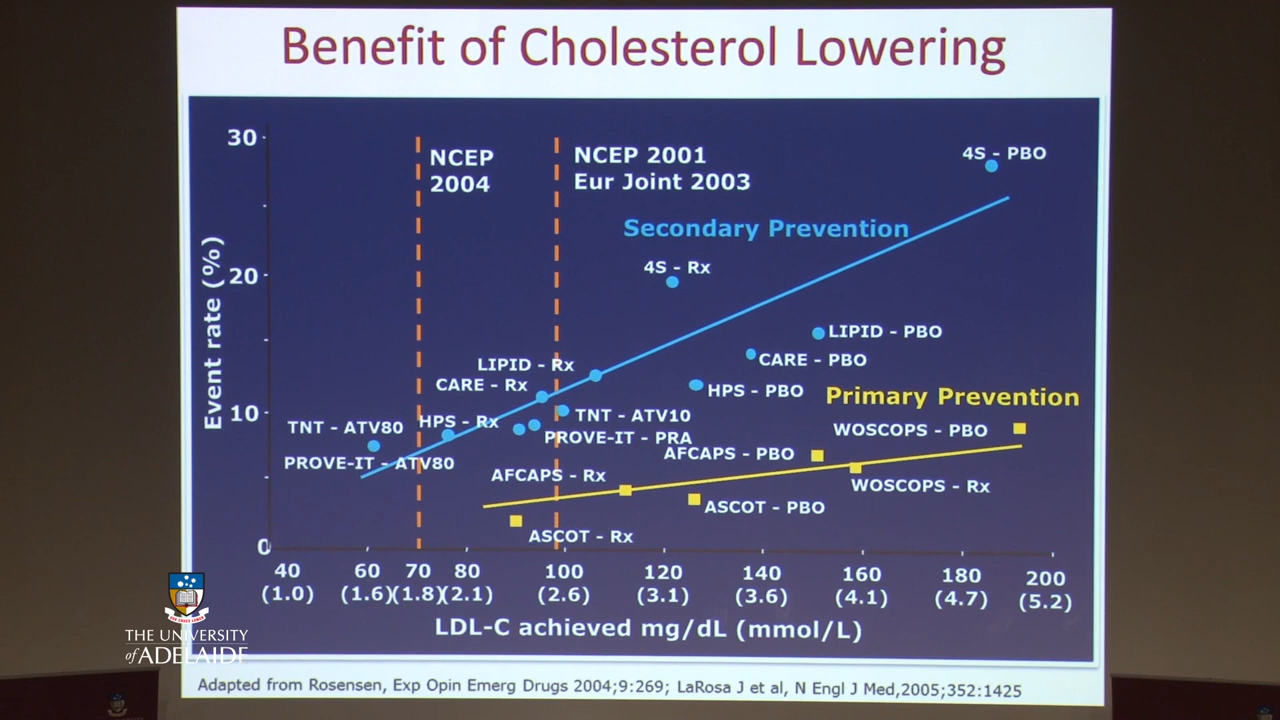 Benefit of Cholesterol Lowering
30
20
10
0
Event rate (%)
NCEP
2004
NCEP 2001
Eur Joint 2003
4S - PBO
Secondary Prevention
4S - Rx
LIPID - PBO
LIPID - Rx
CARE - PBO
CARE - Rx
HPS - PBO
Primary Prevention
TNT - ATV80
HPS - Rx
TNT - ATV10
WOSCOPS - PBO
PROVE-IT - PRA
AFCAPS - PBO
PROVE-IT - ATV80
AFCAPS - Rx
WOSCOPS - Rx
ASCOT - PBO
ASCOT - Rx
40 60 70 80 100 120 140 160 180 200
(1.0) (1.6)(1.8)(2.1) (2.6) (3.1) (3.6) (4.1) (4.7) (5.2)
LDL-C achieved mg/dL (mmol/L)
THE UNIVERSITY
of ADELAIDE
Adapted from Rosensen, Exp Opin Emerg Drugs 2004;9:269; LaRosa J et al, N Engl J Med,2005;352:1425